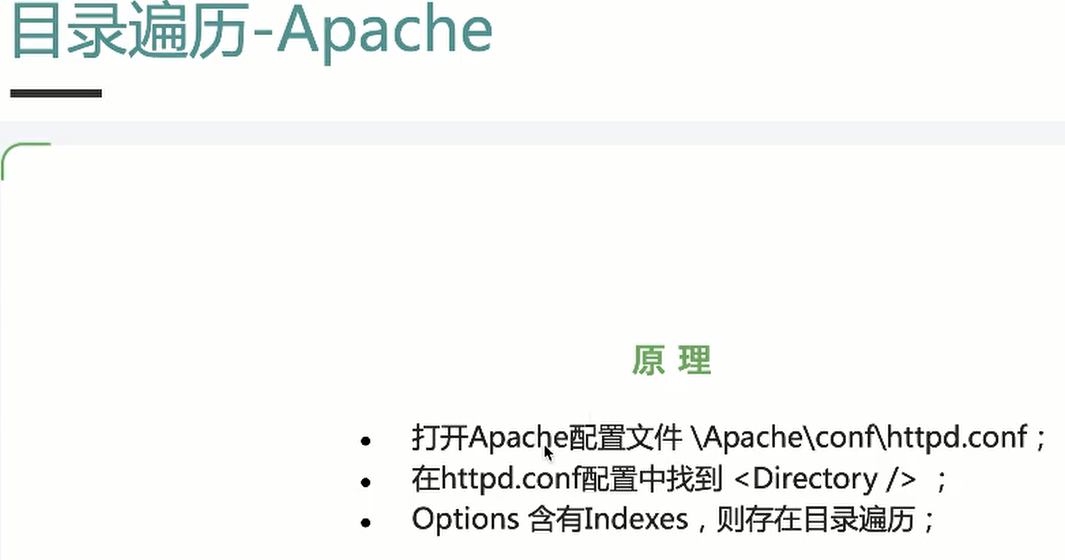 目录遍历-Apache
原 理
打开Apache配置文件 \Apache\conf\httpd.conf；
在httpd.conf配置中找到 <Directory /> ；
Options 含有Indexes，则存在目录遍历；